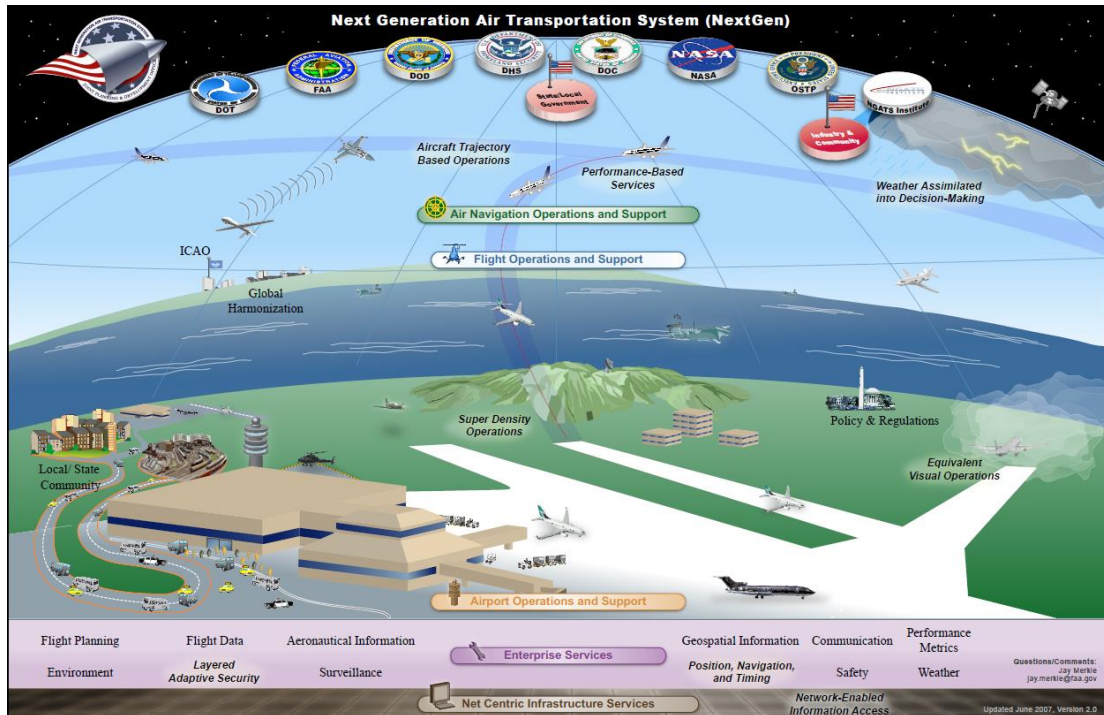 Next Generation Air Transportation System (NextGen)
DOT
FAA
DOD
DHS
DOC
NASA
OSTP
NGATS Institute
State/Local
Government
Industry &
Community
Aircraft Trajectory
Based Operations
Performance-Based
Services
Weather Assimilated
into Decision-Making
Air Navigation Operations and Support
ICAO
Flight Operations and Support
Global
Harmonization
Super Density
Operations
Policy & Regulations
Local/ State
Community
Equivalent
Visual Operations
Airport Operations and Support
Flight Planning
Flight Data
Aeronautical Information
Enterprise Services
Geospatial Information
Communication
Performance
Metrics
Environment
Layered
Adaptive Security
Surveillance
Position, Navigation,
and Timing
Safety
Weather
Questions/Comments:
Jay Merkle
jay.merkle@faa.gov
Net Centric Infrastructure Services
Network-Enabled
Information Access
Updated June 2007, Version 2.0